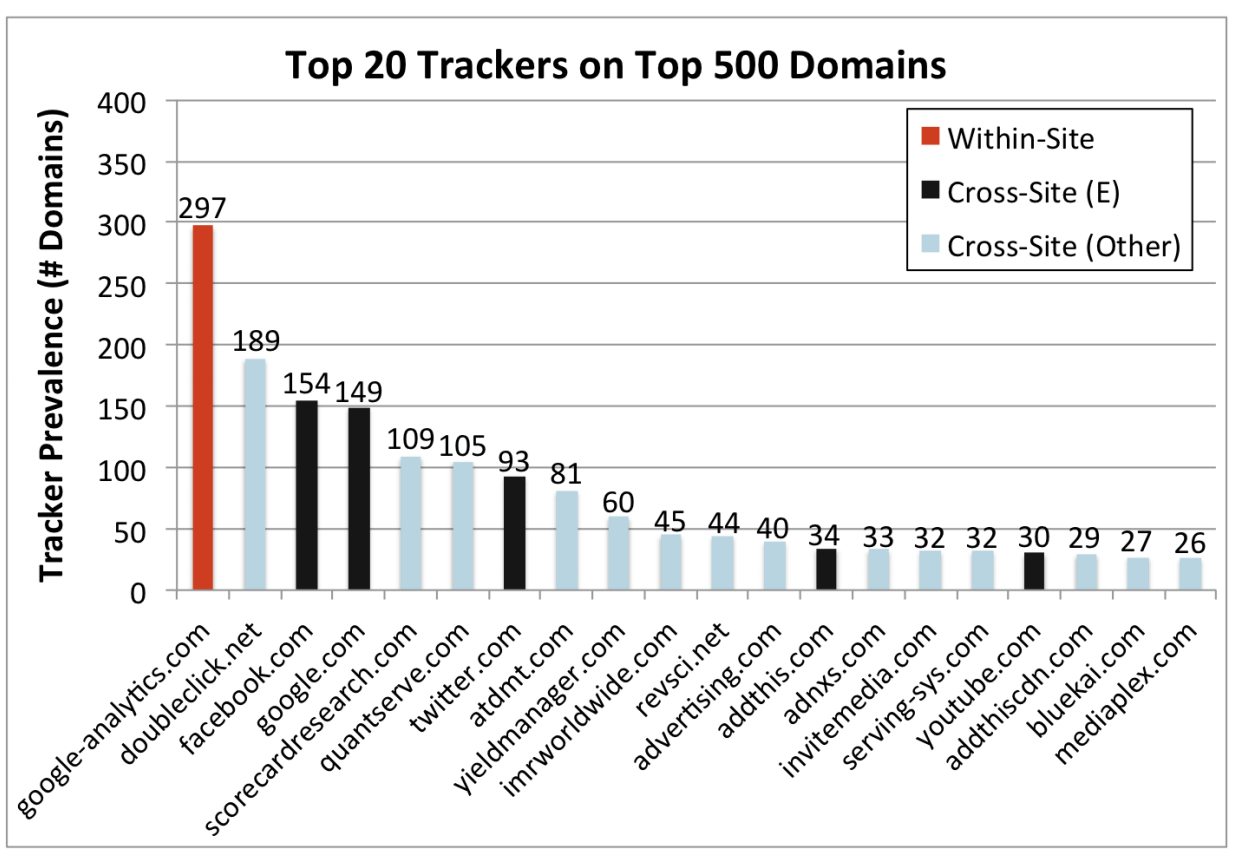 Top 20 Trackers on Top 500 Domains
Tracker Prevalence (# Domains)
400
350
300
250
200
150
100
50
0
Within-Site
Cross-Site (E)
Cross-Site (Other)
297
189
154
149
109
105
93
81
60
45
44
40
34
33
32
32
30
29
27
26
google-analytics.com
doubleclick.net
facebook.com
google.com
scorecardresearch.com
quantserve.com
twitter.com
atdmt.com
yieldmanager.com
imrworldwide.com
revsci.net
advertising.com
addthis.com
adnxs.com
invitemedia.com
serving-sys.com
youtube.com
addthiscdn.com
bluekai.com
mediaplex.com